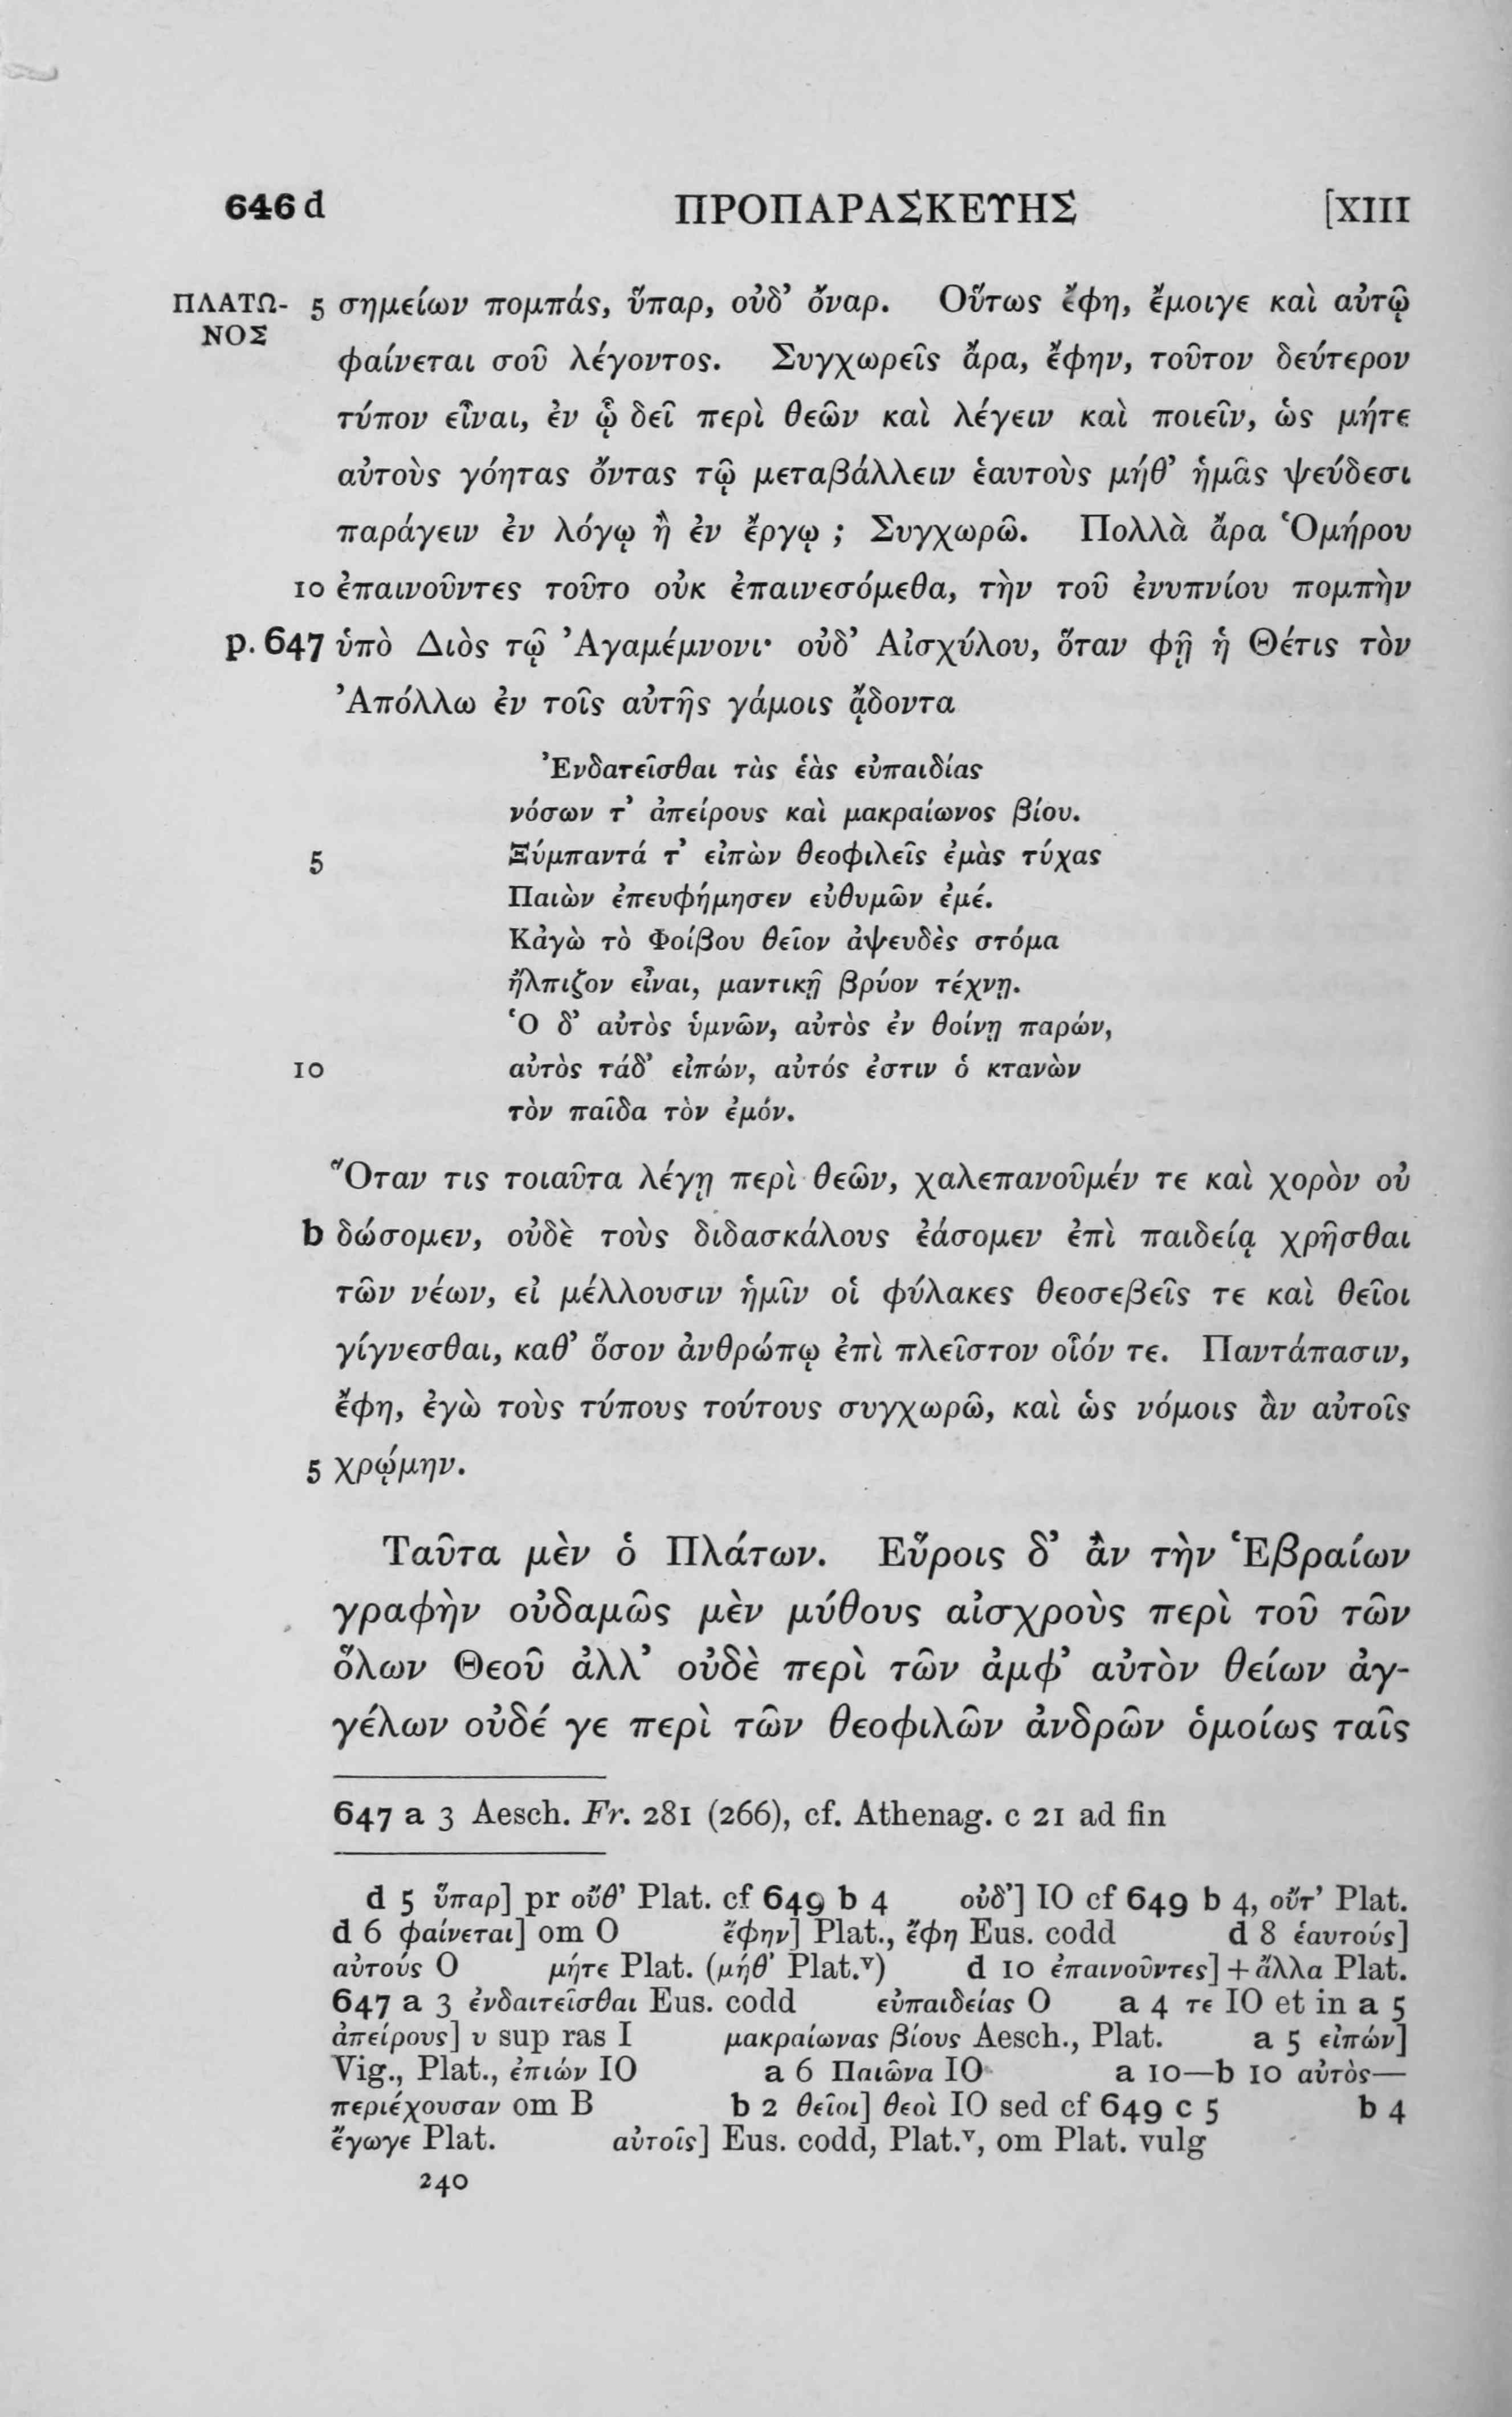 646 d ΠΡΟΠΑΡΑΣΚΕΥΗΣ [XIII
ΠΛΑΤΩ- 5 σημείων πομπάς, ὕπαρ, οὐδ’ ὄναρ. Οὕτως ἔφη, ἔμοιγε καὶ αὐτῷ
ΝΟΣ
φαίνεται σοῦ λέγοντος. Συγχωρεῖς ἄρα, ἔφην, τοῦτον δεύτερον
τύπον εἶναι, ἐν ᾧ δεῖ περὶ θεῶν καὶ λέγειν καὶ ποιεῖν, ὡς μήτε
αὐτοὺς γόητας ὄντας τῷ μεταβάλλειν ἑαυτοὺς μήθ’ ἡμᾶς ψεύδεσι
παράγειν ἐν λόγῳ ἢ ἐν ἔργῳ ; Συγχωρῶ. Πολλὰ ἄρα Ὁμήρου
10 ἐπαινοῦντες τοῦτο οὐκ ἐπαινεσόμεθα, τὴν τοῦ ἐνυπνίου πομπὴν
p. 647 ὑπὸ Διὸς τῷ Ἀγαμέμνονι· οὐδ’ Αἰσχύλου, ὅταν φῇ ἡ Θέτις τὸν
Ἀπόλλω ἐν τοῖς αὐτῆς γάμοις ᾄδοντα
Ἐνδατεῖσθαι τὰς ἑὰς εὐπαιδίας
νόσων τ’ ἀπείρους καὶ μακραίωνος βίου.
5 Ξύμπαντά τ’ εἰπὼν θεοφιλεῖς ἐμὰς τύχας
Παιὼν ἐπευφήμησεν εὐθυμῶν ἐμέ.
Κἀγὼ τὸ Φοίβου θεῖον ἀψευδὲς στόμα
ἤλπιζον εἶναι, μαντικῇ βρύον τέχνῃ.
Ὁ δ’ αὐτὸς ὑμνῶν, αὐτὸς ἐν θοίνῃ παρών,
10 αὐτὸς τάδ’ εἰπών, αὐτός ἐστιν ὁ κτανὼν
τὸν παῖδα τὸν ἐμόν.
Ὅταν τις τοιαῦτα λέγῃ περὶ θεῶν, χαλεπανοῦμέν τε καὶ χορὸν οὐ
b δώσομεν, οὐδὲ τοὺς διδασκάλους ἐάσομεν ἐπὶ παιδείᾳ χρῆσθαι
τῶν νέων, εἰ μέλλουσιν ἡμῖν οἱ φύλακες θεοσεβεῖς τε καὶ θεῖοι
γίγνεσθαι, καθ’ ὅσον ἀνθρώπῳ ἐπὶ πλεῖστον οἷόν τε. Παντάπασιν,
ἔφη, ἐγὼ τοὺς τύπους τούτους συγχωρῶ, καὶ ὡς νόμοις ἂν αὐτοῖς
5 χρῴμην.
Ταῦτα μὲν ὁ Πλάτων. Εὕροις δ’ ἂν τὴν Ἑβραίων
γραφὴν οὐδαμῶς μὲν μύθους αἰσχροὺς περὶ τοῦ τῶν
ὅλων Θεοῦ ἀλλ’ οὐδὲ περὶ τῶν ἀμφ’ αὐτὸν θείων ἀγ-
γέλων οὐδέ γε περὶ τῶν θεοφιλῶν ἀνδρῶν ὁμοίως ταῖς
647 a 3 Aesch. Fr. 281 (266), cf. Athenag. c 21 ad fin
d 5 ὕπαρ] pr οὔθ’ Plat. cf 649 b 4 οὐδ’] IO cf 649 b 4, οὔτ’ Plat.
d 6 φαίνεται] om O ἔφην] Plat., ἔφη Eus. codd d 8 ἑαυτούς]
αὐτούς O μήτε Plat. (μήθ’ Plat.ᵛ) d 10 ἐπαινοῦντες] + ἄλλα Plat.
647 a 3 ἐνδαιτεῖσθαι Eus. codd εὐπαιδείας O a 4 τε IO et in a 5
ἀπείρους] υ sup ras I μακραίωνας βίους Aesch., Plat. a 5 εἰπών]
Vig., Plat., ἐπιών IO a 6 Παιῶνα IO a 10—b 10 αὐτὸς—
περιέχουσαν om B b 2 θεῖοι] θεοὶ IO sed cf 649 c 5 b 4
ἔγωγε Plat. αὐτοῖς] Eus. codd, Plat.ᵛ, om Plat. vulg
240